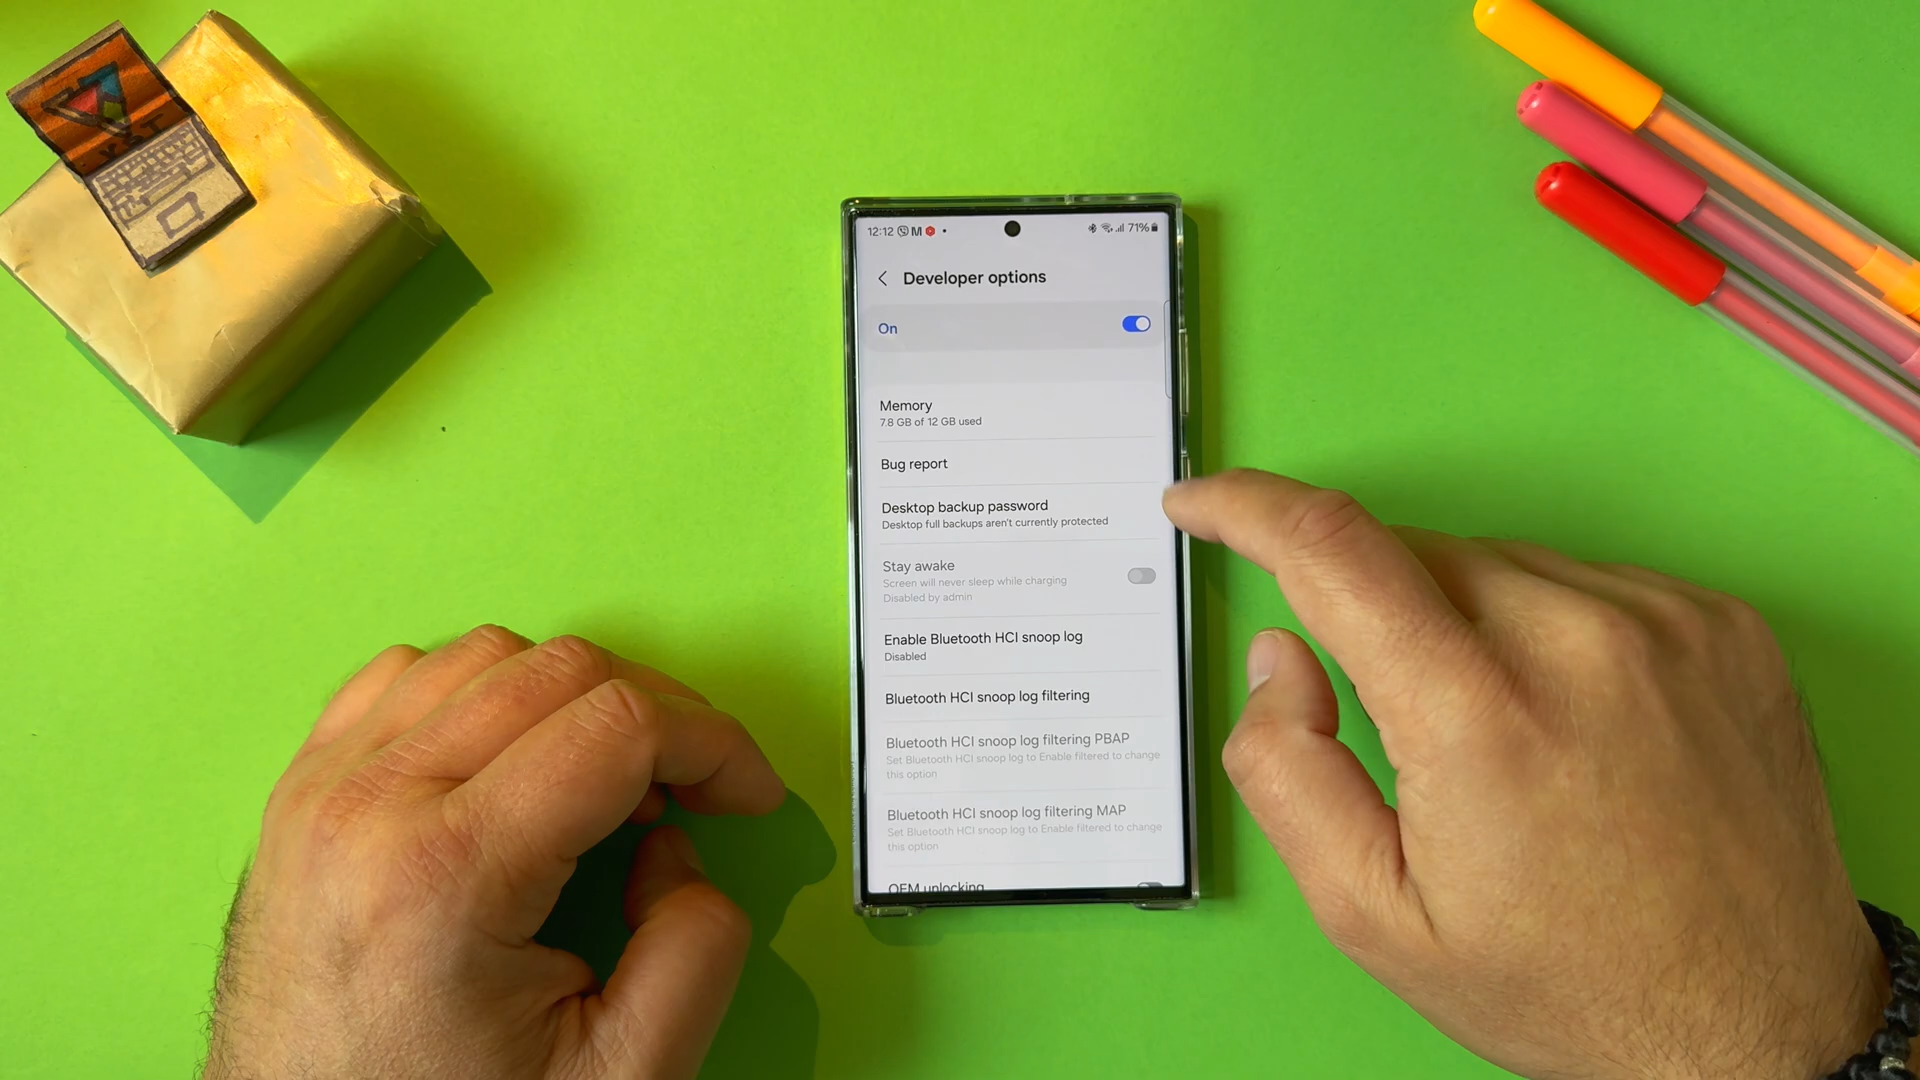 12:12 M
71%
Developer options
On
Memory
7.8 GB of 12 GB used
Bug report
Desktop backup password
Desktop full backups aren't currently protected
Stay awake
Screen will never sleep while charging
Disabled by admin
Enable Bluetooth HCI snoop log
Disabled
Bluetooth HCI snoop log filtering
Bluetooth HCI snoop log filtering PBAP
Set Bluetooth HCI snoop log to Enable filtered to change
this option
Bluetooth HCI snoop log filtering MAP
Set Bluetooth HCI snoop log to Enable filtered to change
this option
OEM unlocking